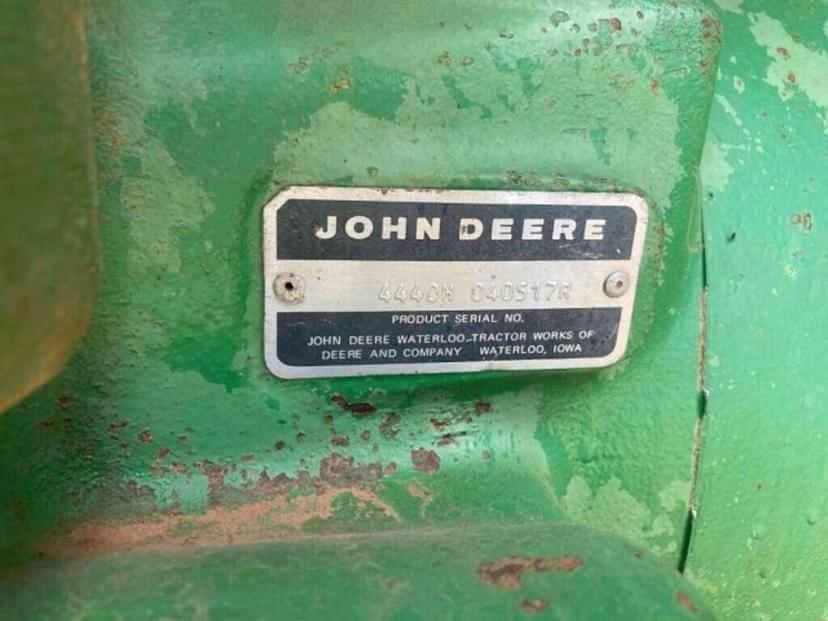 JOHN DEERE
4440H 040517R
PRODUCT SERIAL NO.
JOHN DEERE WATERLOO TRACTOR WORKS OF
DEERE AND COMPANY WATERLOO, IOWA